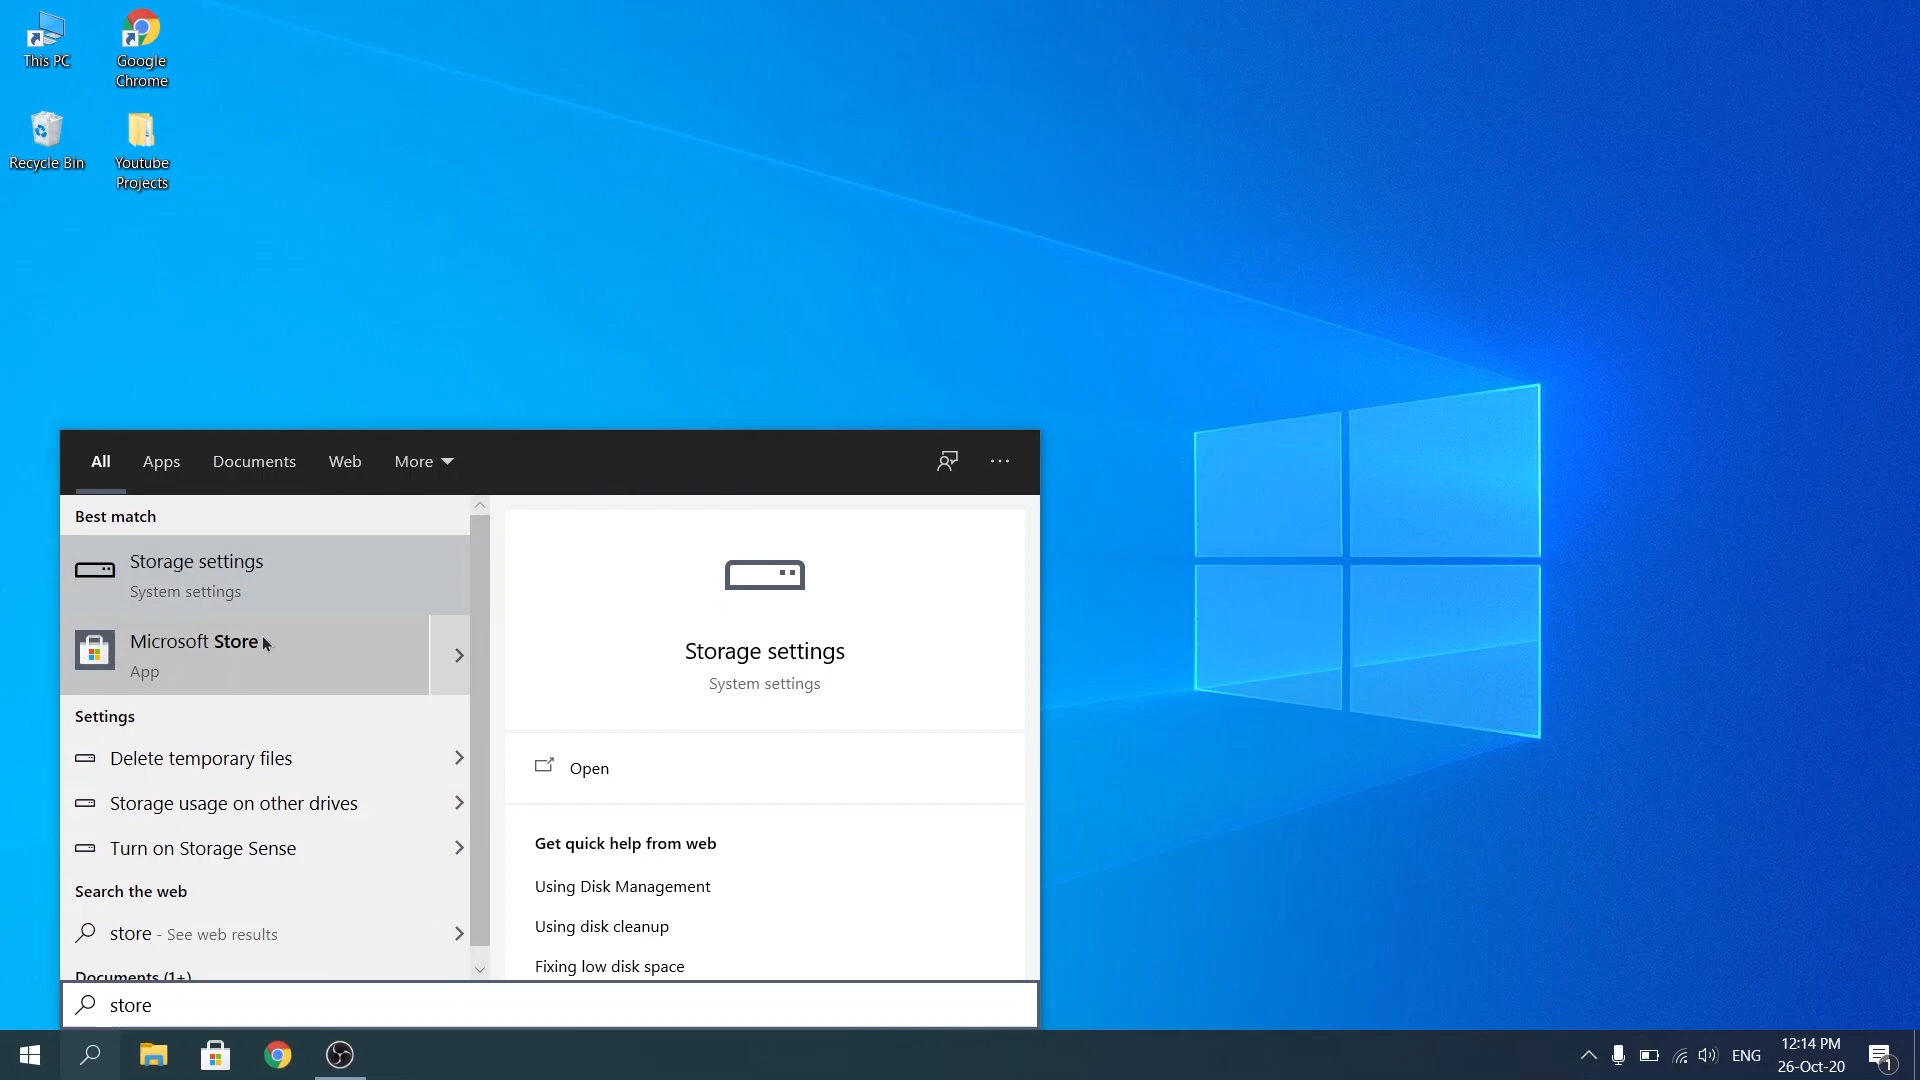 This PC
Google
Chrome
Recycle Bin
Youtube
Projects
All Apps Documents Web More
Best match
Storage settings
System settings
Microsoft Store
App
Settings
Delete temporary files
Storage usage on other drives
Turn on Storage Sense
Search the web
store - See web results
Documents (1+)
Storage settings
System settings
Open
Get quick help from web
Using Disk Management
Using disk cleanup
Fixing low disk space
store
ENG
12:14 PM
26-Oct-20
1